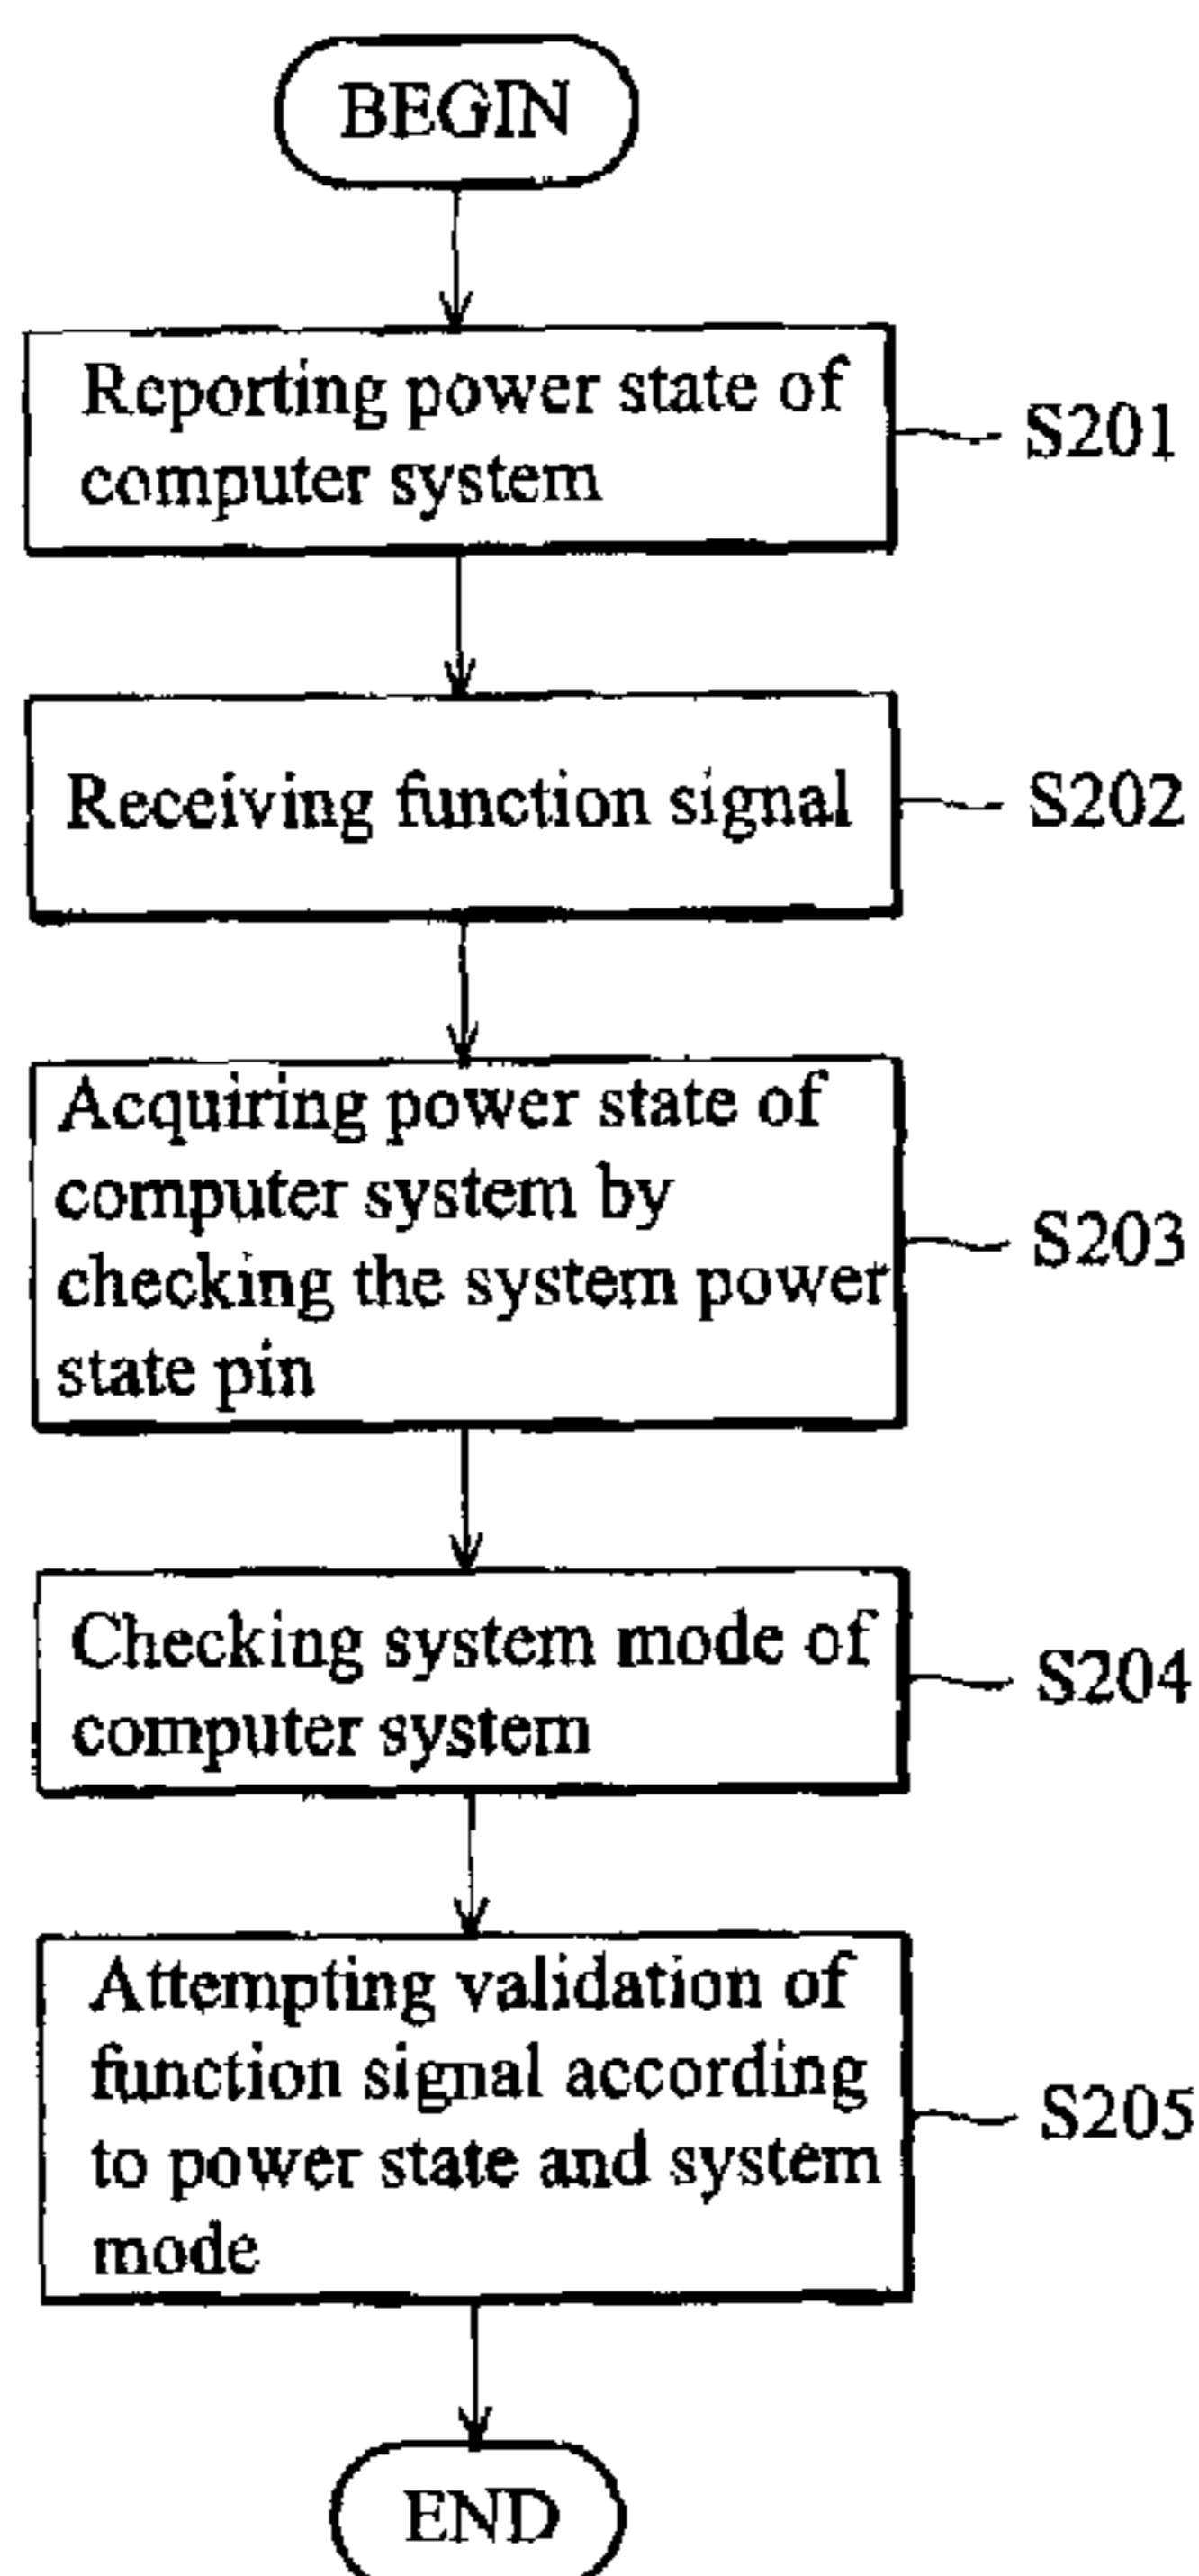 BEGIN
Reporting power state of
computer system
S201
Receiving function signal
S202
Acquiring power state of
computer system by
checking the system power
state pin
S203
Checking system mode of
computer system
S204
Attempting validation of
function signal according
to power state and system
mode
S205
END